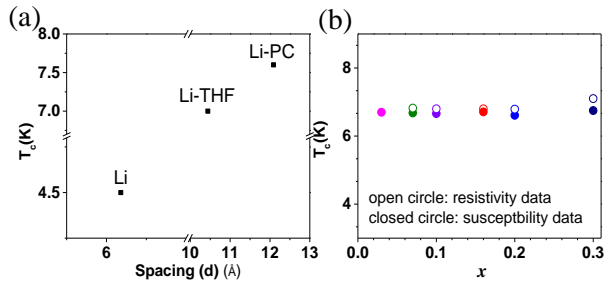 (a)
8.0
7.5
7.0
4.5
T_c(K)
Li-PC
Li-THF
Li
6
10
11
12
13
Spacing (d) (Å)
(b)
8
6
4
T_c(K)
open circle: resistivity data
closed circle: susceptbility data
0.0
0.1
0.2
0.3
x